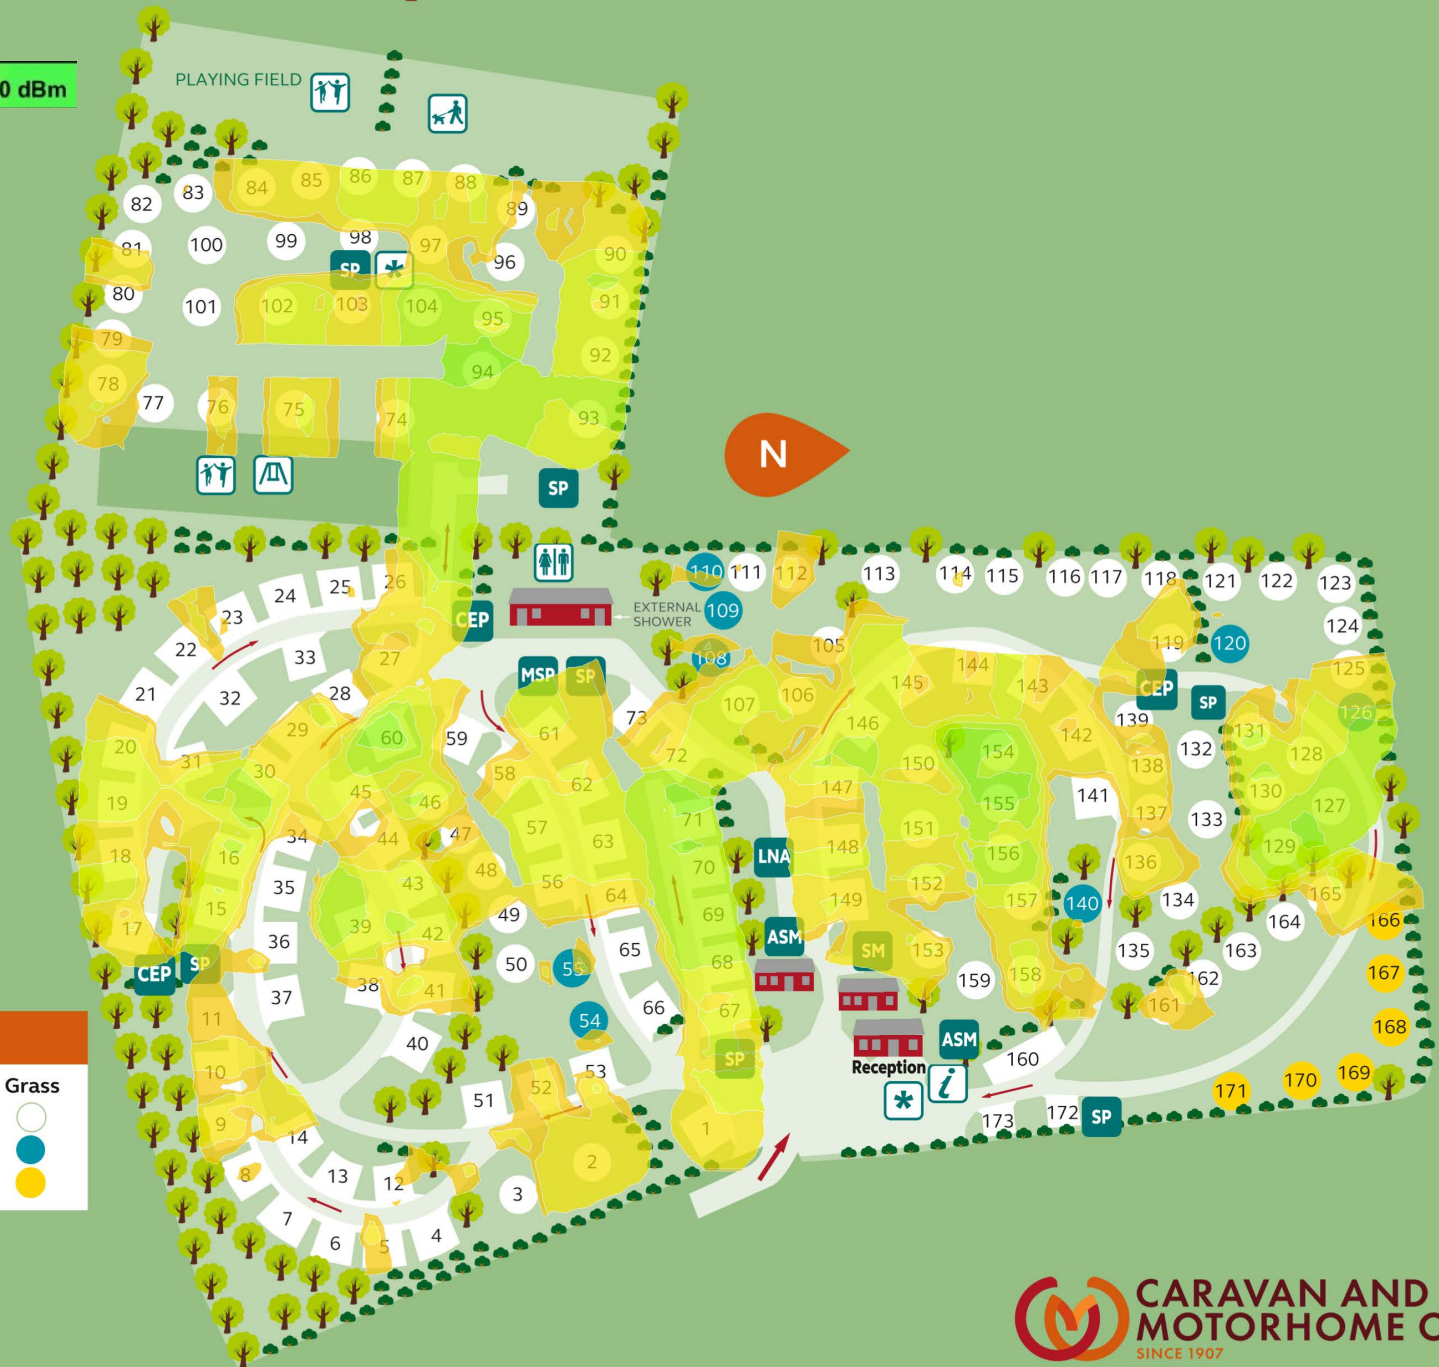 0 dBm
PLAYING FIELD
82 83 84 85 86 87 88 89
81 100 99 98 97 96 90
SP *
80 101 102 103 104 95 91
79 94 92
78 77 76 75 74 93
N
SP
110 111 112 113 114 115 116 117 118 121 122 123
CEP
EXTERNAL
SHOWER
109
22 23 24 25 26
108 105 119 120 124
21 32 33 28 27
MSP SP
73 107 106 145 144 143
CEP SP
125
20 31 29 60 59 61 72 146 142 139 132 131 128 126
30 58 62 150 154 138
19 45 46 147 155 141 137 133 130 127
18 16 34 44 47 57 63 71
LNA
148 151 156 136 129
35 43 48 56 64 70 149 152 157 140 134 164 165 166
17 15 36 39 42 49 69
ASM SM
153 135 163
CEP SP
50 55 65 68 159 158 162 167
37 38 41 54 66 67 161 168
11 40
Grass
Reception
ASM
160
10 51 52 53
SP
* i
171 170 169
9 14 1 173 172
SP
8 13 12 3 2
7 6 5 4
CARAVAN AND
MOTORHOME C
SINCE 1907